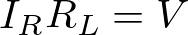 I_R R_L = V